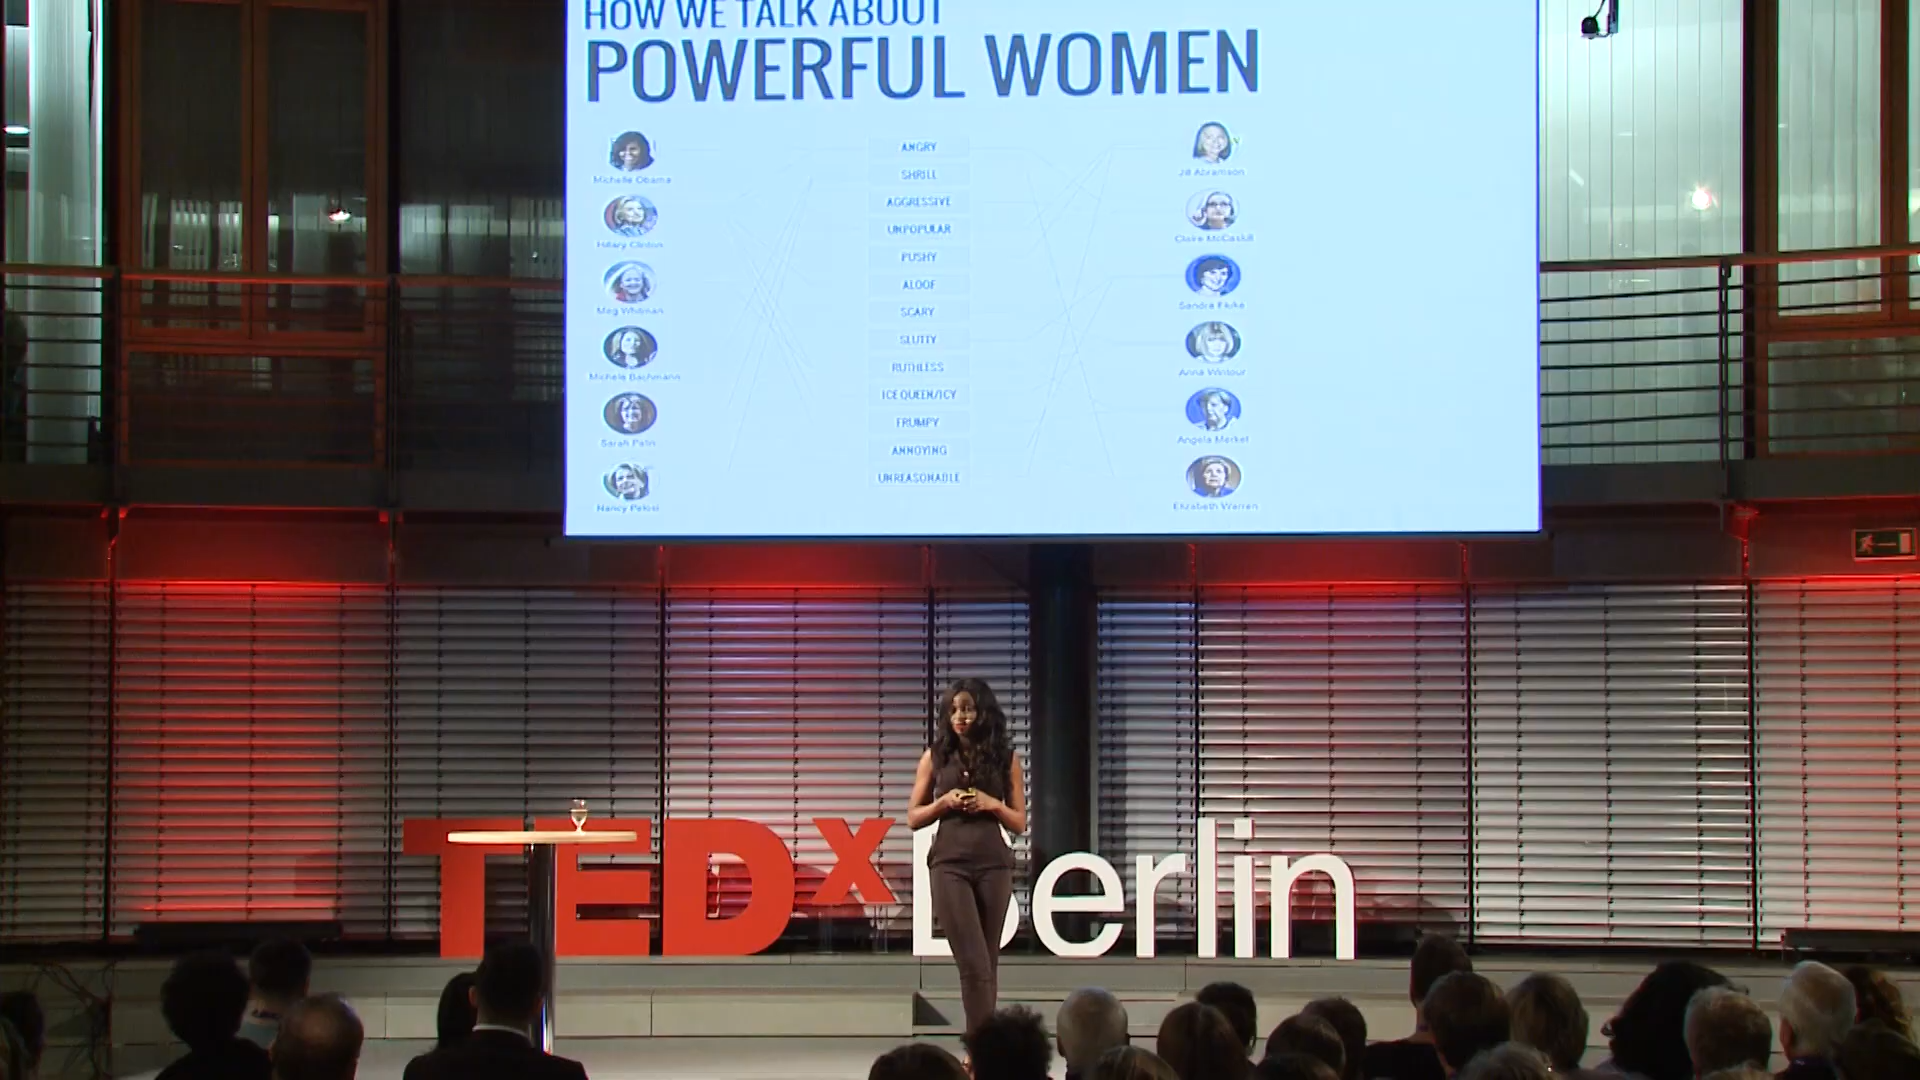 HOW WE TALK ABOUT
POWERFUL WOMEN
Michelle Obama
Hillary Clinton
Meg Whitman
Michele Bachmann
Sarah Palin
Nancy Pelosi
ANGRY
SHRILL
AGGRESSIVE
UNPOPULAR
PUSHY
ALOOF
SCARY
SLUTTY
RUTHLESS
ICE QUEEN/ICY
FRUMPY
ANNOYING
UNREASONABLE
Jill Abramson
Claire McCaskill
Sandra Fluke
Anna Wintour
Angela Merkel
Elizabeth Warren
TEDx Berlin